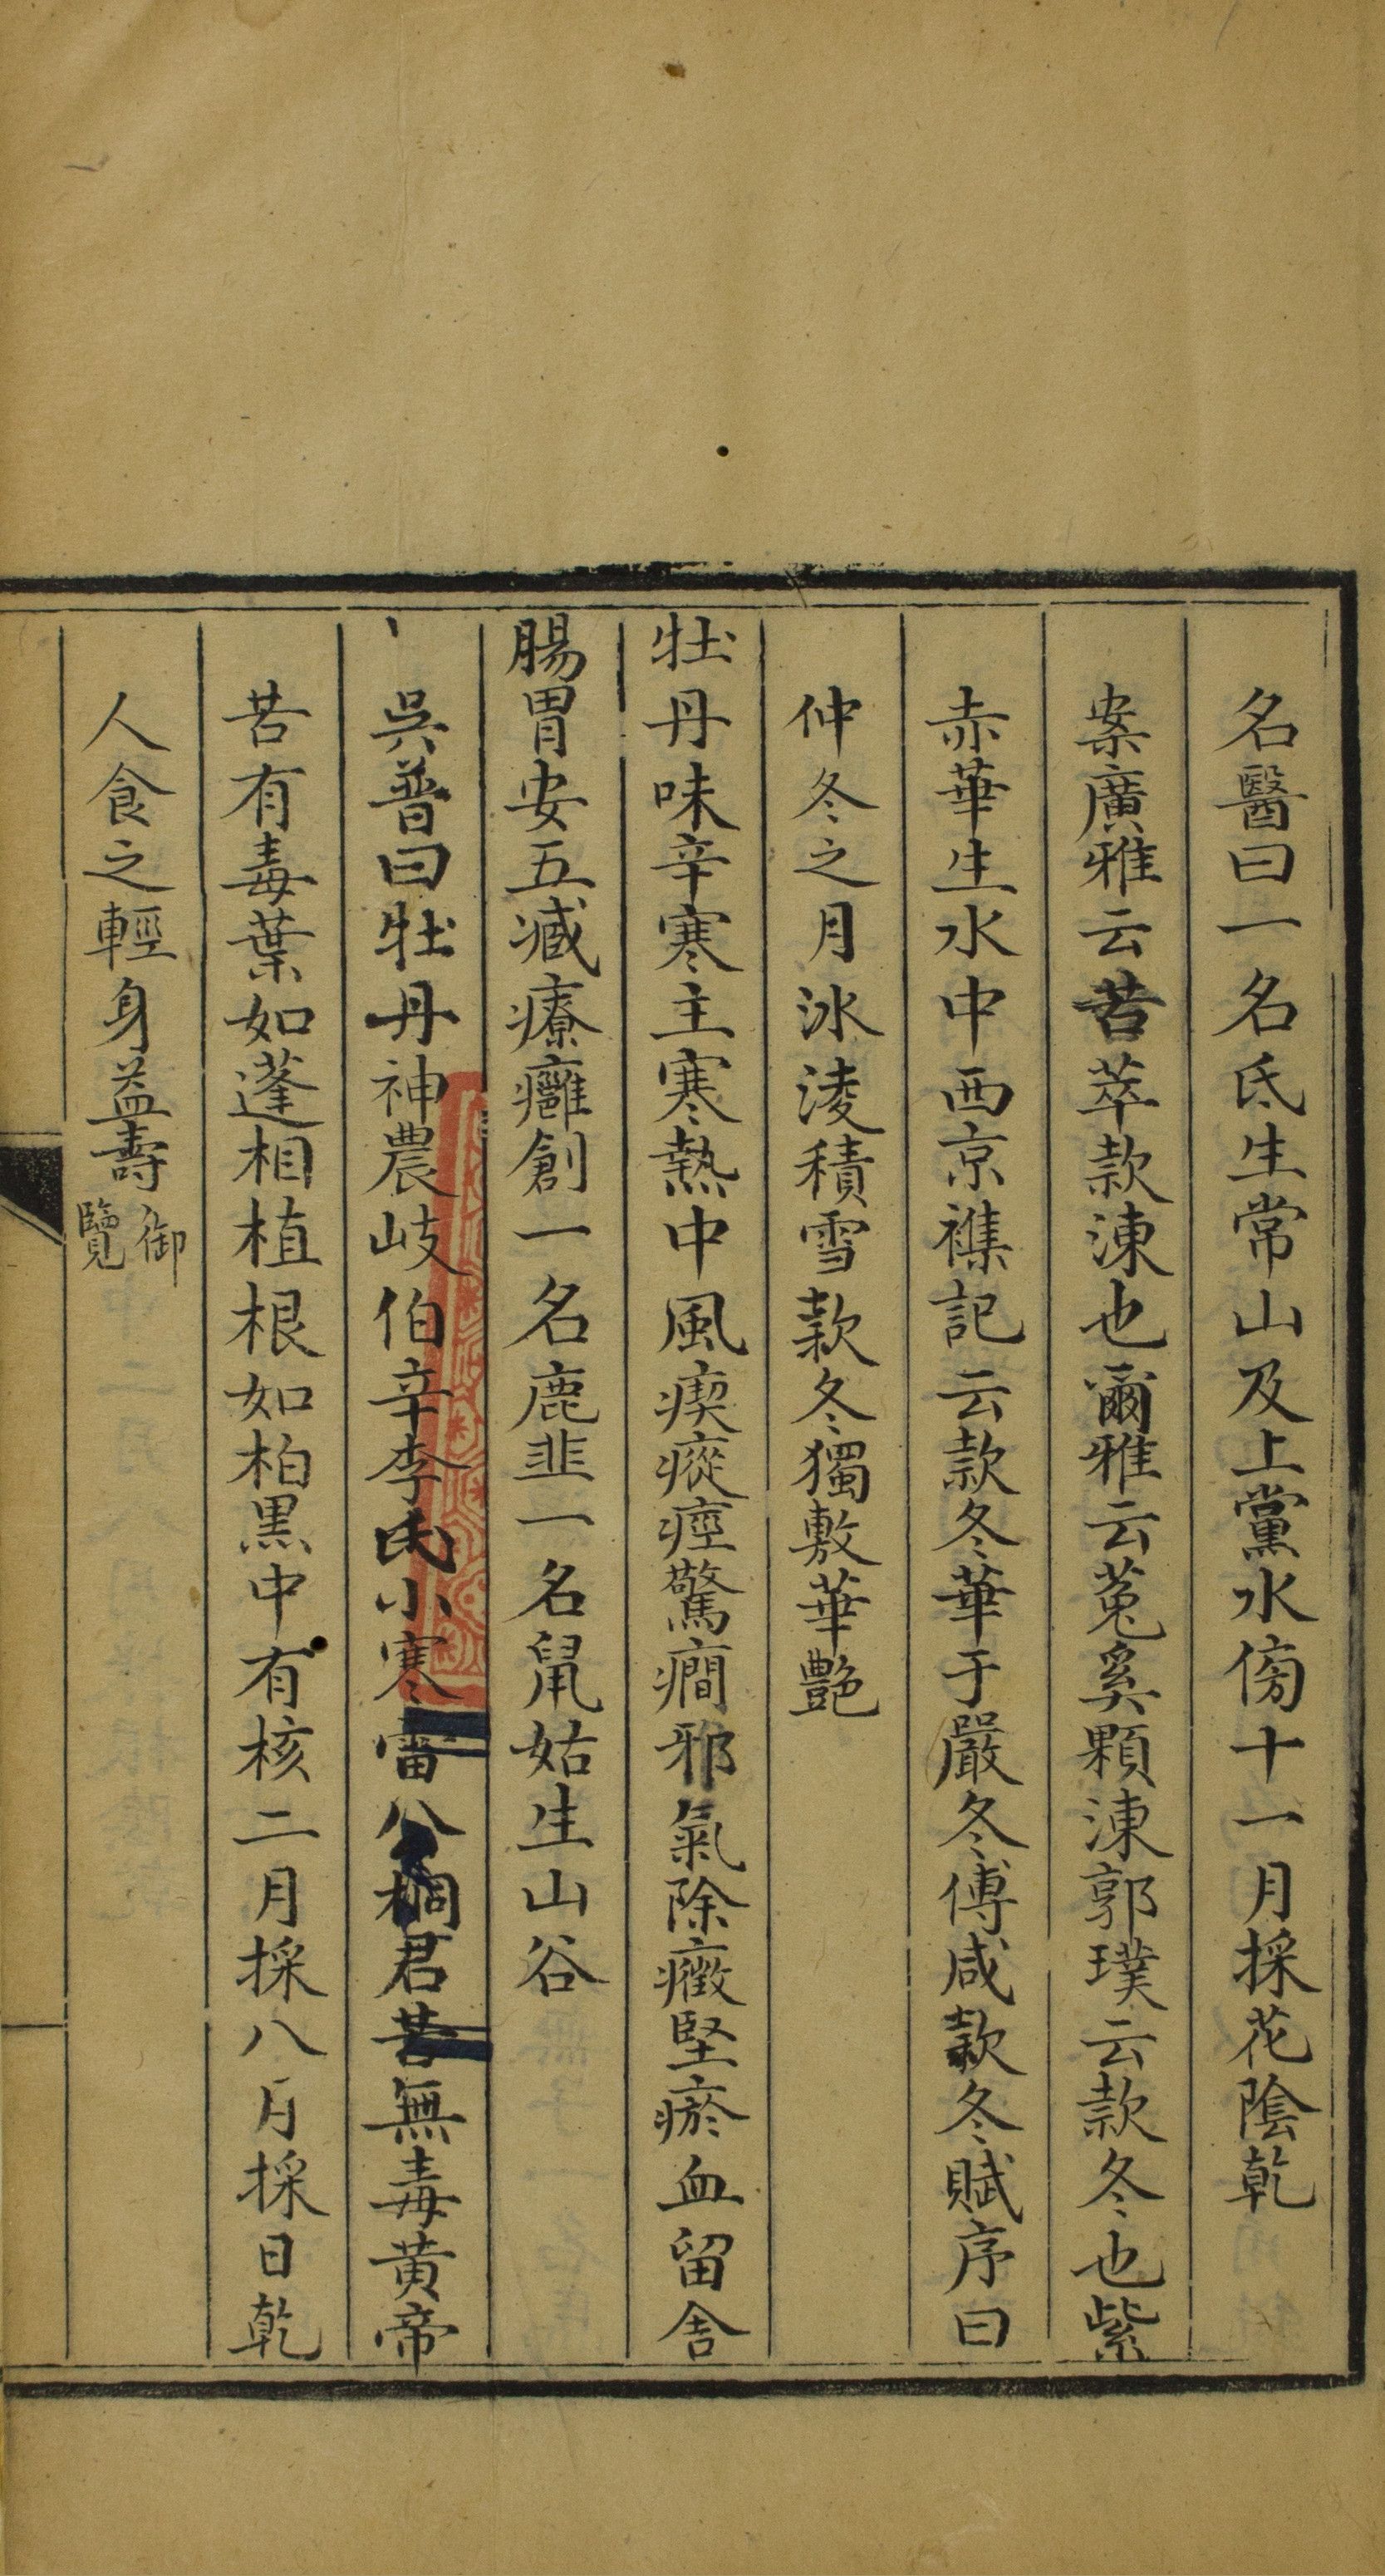 名醫曰一名氐生常山及上黨水傍十一月採花陰乾
案廣雅云苦萃款涷也爾雅云菟奚顆涷郭璞云款冬也紫
赤華生水中西京襍記云款冬華于嚴冬傅咸款冬賦序曰
仲冬之月冰淩積雪款冬獨敷華艷
牡丹味辛寒主寒熱中風瘈瘲痙驚癇邪氣除癥堅瘀血留舍
腸胃安五臧療癰創一名鹿韭一名鼠姑生山谷
吳普曰牡丹神農岐伯辛李氏小寒雷公桐君苦無毒黃帝
苦有毒葉如蓬相植根如柏黑中有核二月採八月採日乾
人食之輕身益壽御覽